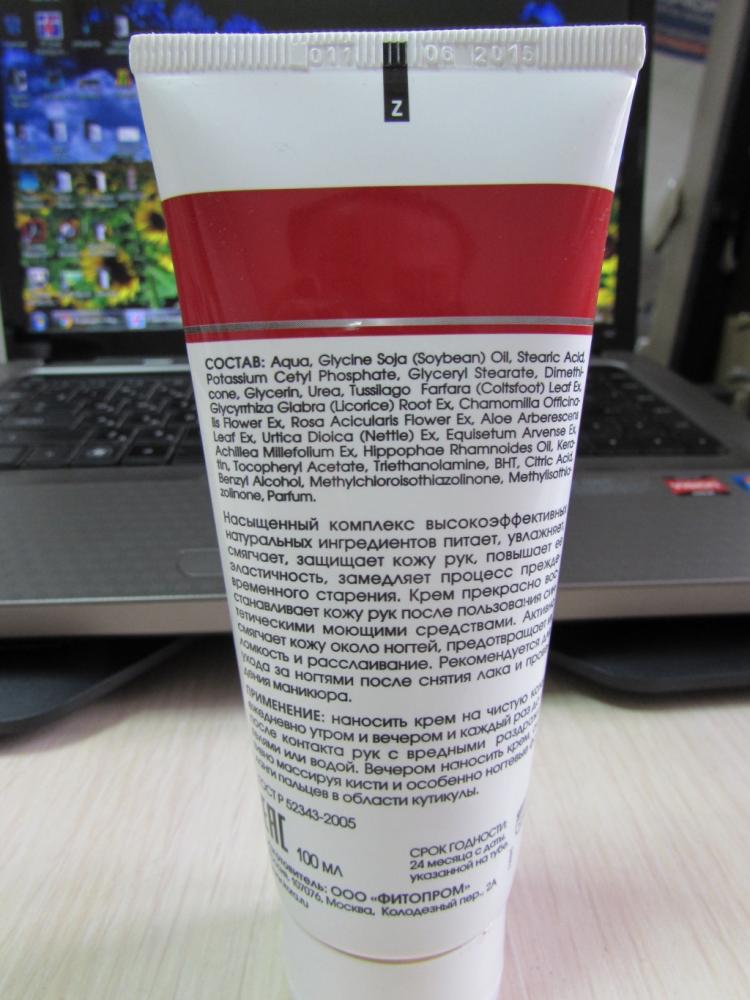 011 06 2015
Z
СОСТАВ: Aqua, Glycine Soja (Soybean) Oil, Stearic Acid,
Potassium Cetyl Phosphate, Glyceryl Stearate, Dimethi-
cone, Glycerin, Urea, Tussilago Farfara (Coltsfoot) Leaf Ex,
Glycyrrhiza Glabra (Licorice) Root Ex, Chamomilla Officina-
lis Flower Ex, Rosa Acicularis Flower Ex, Aloe Arberescens
Leaf Ex, Urtica Dioica (Nettle) Ex, Equisetum Arvense Ex,
Achillea Millefolium Ex, Hippophae Rhamnoides Oil, Kera-
tin, Tocopheryl Acetate, Triethanolamine, BHT, Citric Acid,
Benzyl Alcohol, Methylchloroisothiazolinone, Methylisothia-
zolinone, Parfum.
Насыщенный комплекс высокоэффективных
натуральных ингредиентов питает, увлажняет,
смягчает, защищает кожу рук, повышает её
эластичность, замедляет процесс прежде-
временного старения. Крем прекрасно вос-
станавливает кожу рук после пользования син-
тетическими моющими средствами. Активно
смягчает кожу около ногтей, предотвращает их
ломкость и расслаивание. Рекомендуется для
ухода за ногтями после снятия лака и прове-
дения маникюра.
ПРИМЕНЕНИЕ: наносить крем на чистую
ежедневно утром и вечером и каждый раз
после контакта рук с вредными
или водой. Вечером наносить крем
массируя кисти и особенно ногтевые
пальцев в области кутикулы.
ГОСТ Р 52343-2005
ЕАС 100 МЛ
СРОК ГОДНОСТИ:
24 месяца с даты,
указанной на тубе
Изготовитель: ООО «ФИТОПРОМ»
107076, Москва, Колодезный пер., 2А